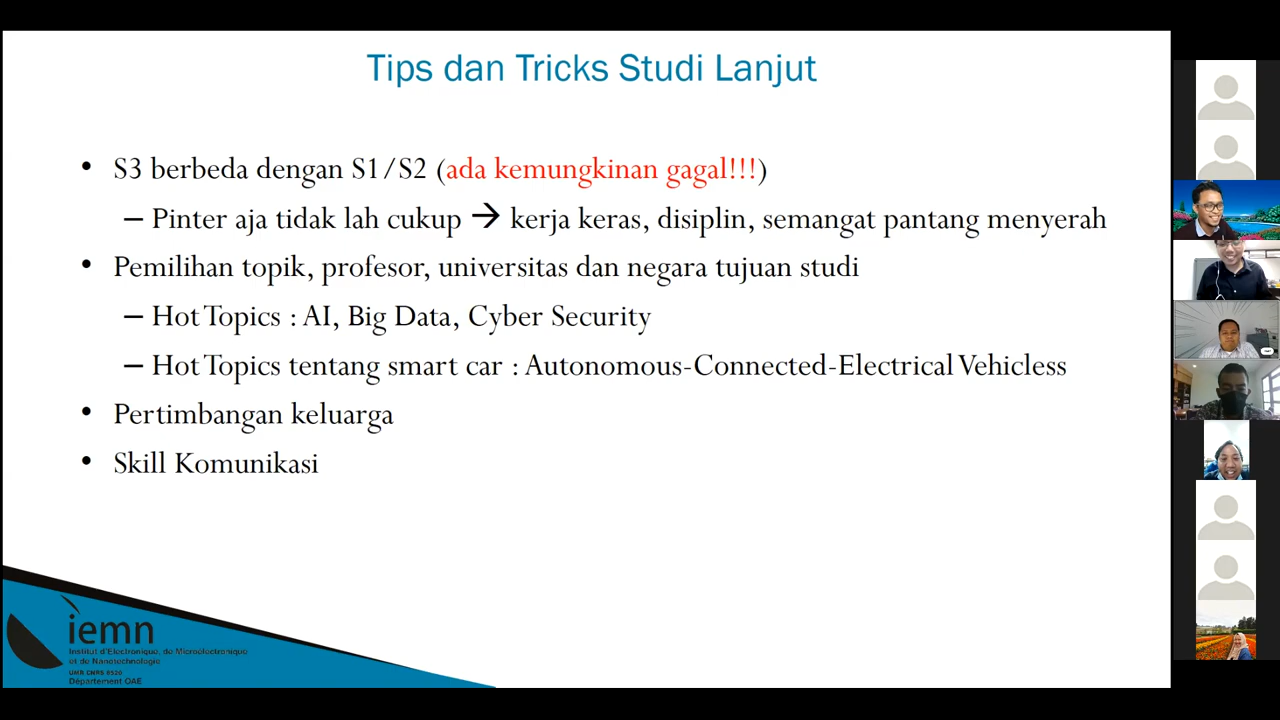 Tips dan Tricks Studi Lanjut
• S3 berbeda dengan S1/S2 (ada kemungkinan gagal!!!)
– Pinter aja tidak lah cukup → kerja keras, disiplin, semangat pantang menyerah
• Pemilihan topik, profesor, universitas dan negara tujuan studi
– Hot Topics : AI, Big Data, Cyber Security
– Hot Topics tentang smart car : Autonomous-Connected-Electrical Vehicless
• Pertimbangan keluarga
• Skill Komunikasi
iemn
Institut d'Electronique, de Microélectronique
et de Nanotechnologie
UMR CNRS 8520
Département OAE